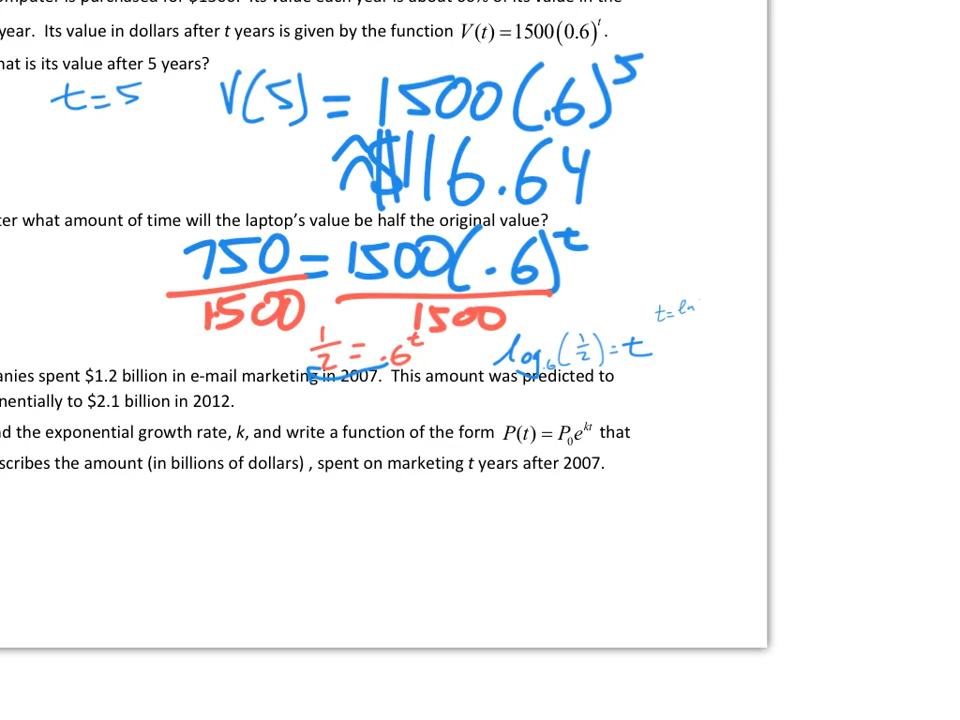 year. Its value in dollars after t years is given by the function V(t) = 1500(0.6)^t.
hat is its value after 5 years?
t = 5 V(5) = 1500(.6)^5
≈ $116.64
ter what amount of time will the laptop's value be half the original value?
750 = 1500(.6)^t
1500 1500
t = ln
1/2 = .6^t log_.6(1/2) = t
anies spent $1.2 billion in e-mail marketing in 2007. This amount was predicted to
nentially to $2.1 billion in 2012.
d the exponential growth rate, k, and write a function of the form P(t) = P₀e^kt that
scribes the amount (in billions of dollars) , spent on marketing t years after 2007.